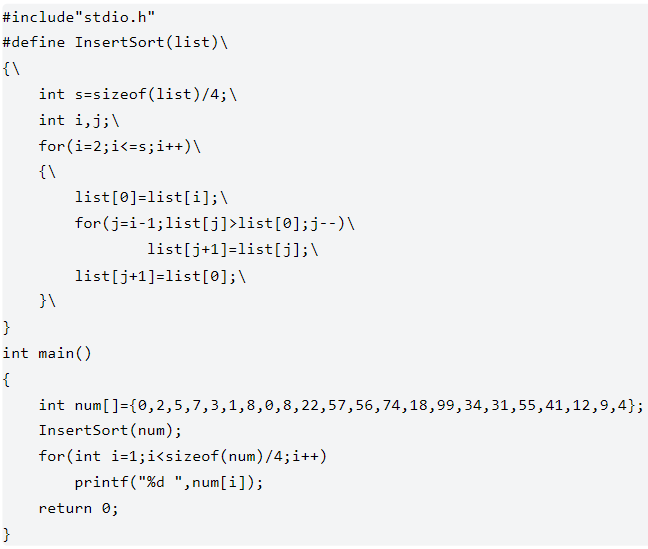 #include"stdio.h"
#define InsertSort(list)\
{\
    int s=sizeof(list)/4;\
    int i,j;\
    for(i=2;i<=s;i++)\
    {\
        list[0]=list[i];\
        for(j=i-1;list[j]>list[0];j--)\
                list[j+1]=list[j];\
        list[j+1]=list[0];\
    }\
}
int main()
{
    int num[]={0,2,5,7,3,1,8,0,8,22,57,56,74,18,99,34,31,55,41,12,9,4};
    InsertSort(num);
    for(int i=1;i<sizeof(num)/4;i++)
        printf("%d ",num[i]);
    return 0;
}